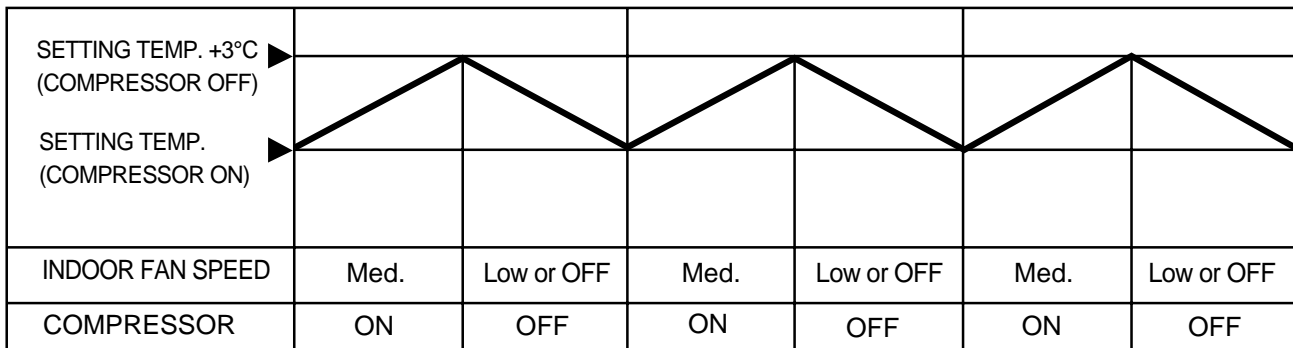 SETTING TEMP. +3°C
(COMPRESSOR OFF)
SETTING TEMP.
(COMPRESSOR ON)
INDOOR FAN SPEED Med. Low or OFF Med. Low or OFF Med. Low or OFF
COMPRESSOR ON OFF ON OFF ON OFF